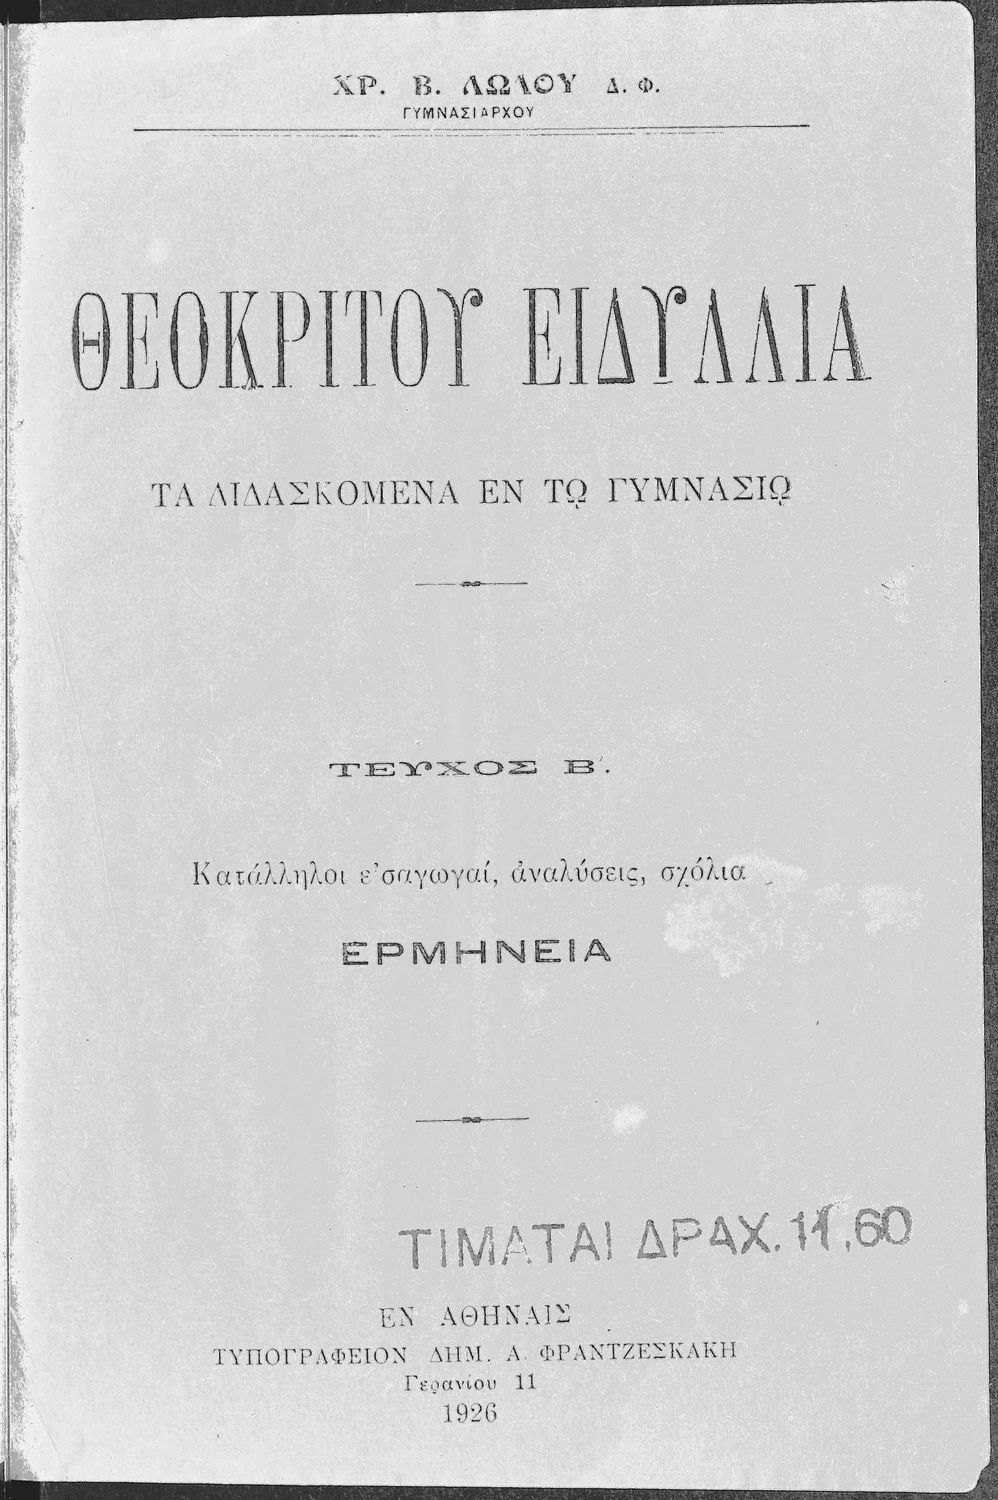 ΧΡ. Β. ΛΩΛΟΥ Δ. Φ.
ΓΥΜΝΑΣΙΑΡΧΟΥ
ΘΕΟΚΡΙΤΟΥ ΕΙΔΥΛΛΙΑ
ΤΑ ΔΙΔΑΣΚΟΜΕΝΑ ΕΝ ΤΩͺ ΓΥΜΝΑΣΙΩͺ
ΤΕΥΧΟΣ Β΄.
Κατάλληλοι ε᾿σαγωγαί, ἀναλύσεις, σχόλια
ΕΡΜΗΝΕΙΑ
ΤΙΜΑΤΑΙ ΔΡΑΧ. 11,60
ΕΝ ΑΘΗΝΑΙΣ
ΤΥΠΟΓΡΑΦΕΙΟΝ ΔΗΜ. Α. ΦΡΑΝΤΖΕΣΚΑΚΗ
Γερανίου 11
1926